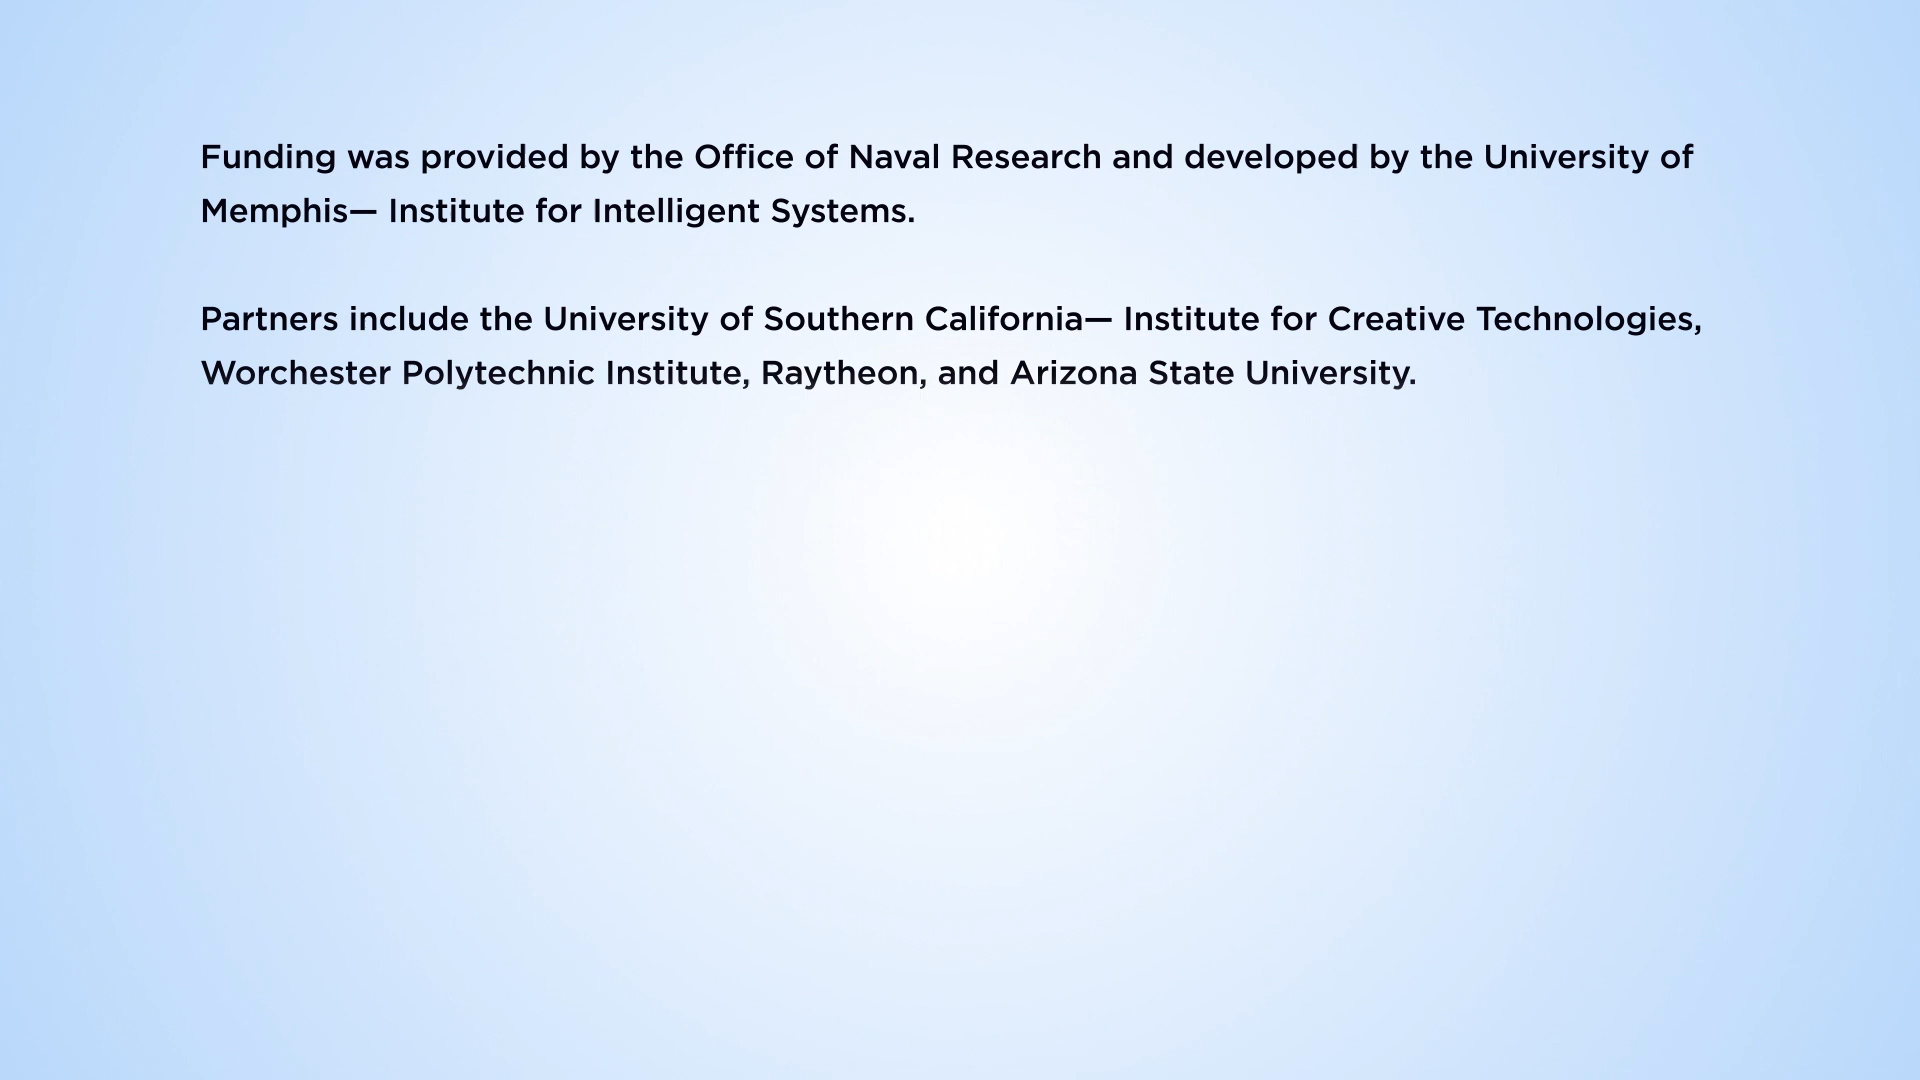 Funding was provided by the Office of Naval Research and developed by the University of
Memphis— Institute for Intelligent Systems.
Partners include the University of Southern California— Institute for Creative Technologies,
Worchester Polytechnic Institute, Raytheon, and Arizona State University.